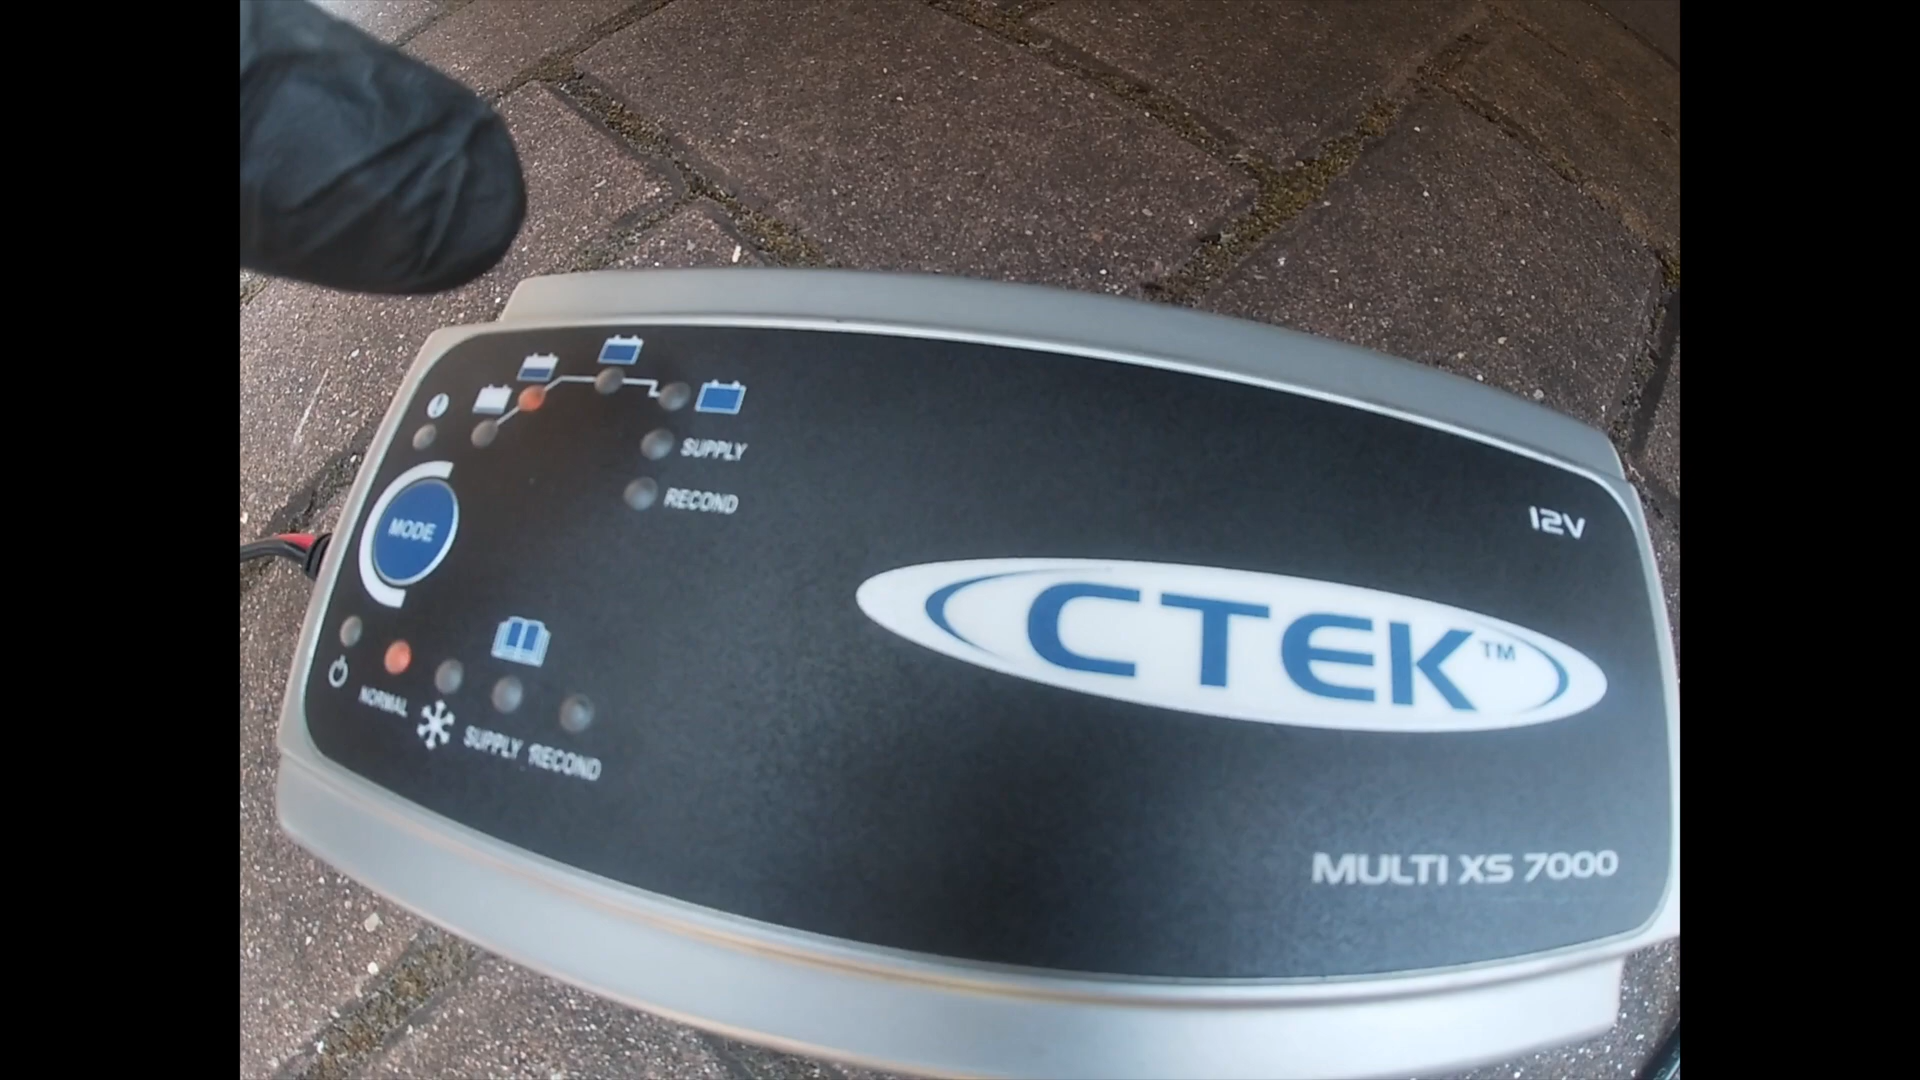 SUPPLY
RECOND
MODE
12V
CTEK™
NORMAL
SUPPLY RECOND
MULTI XS 7000